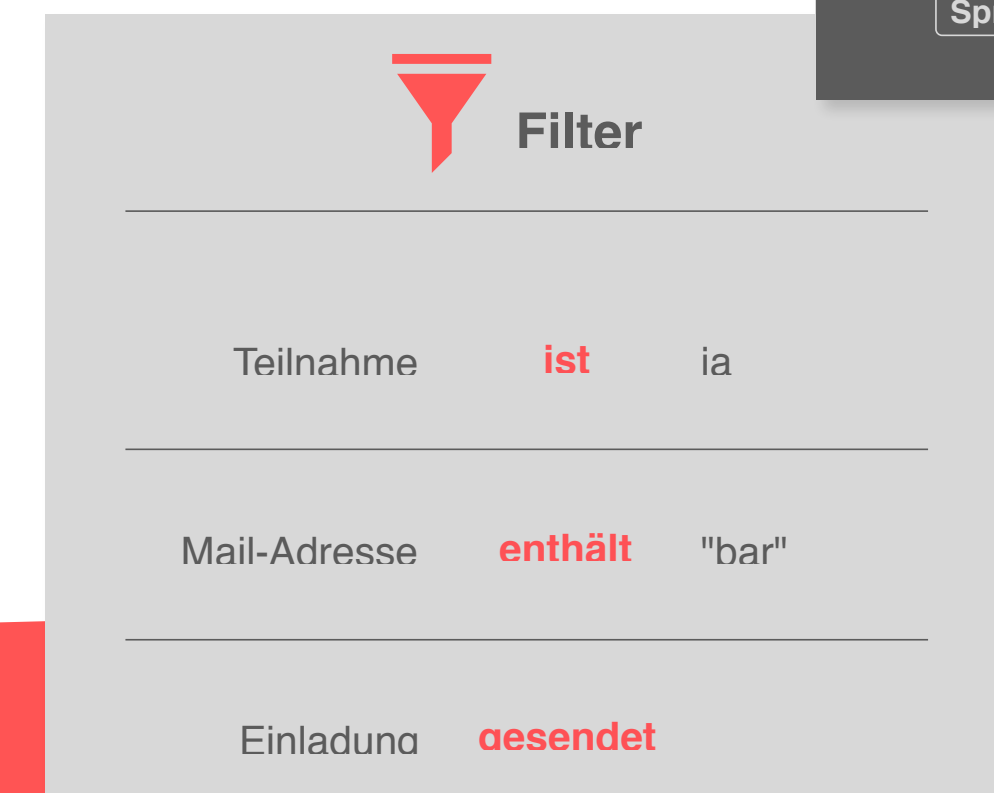 Filter
Teilnahme ist ja
Mail-Adresse enthält "bar"
Einladung gesendet